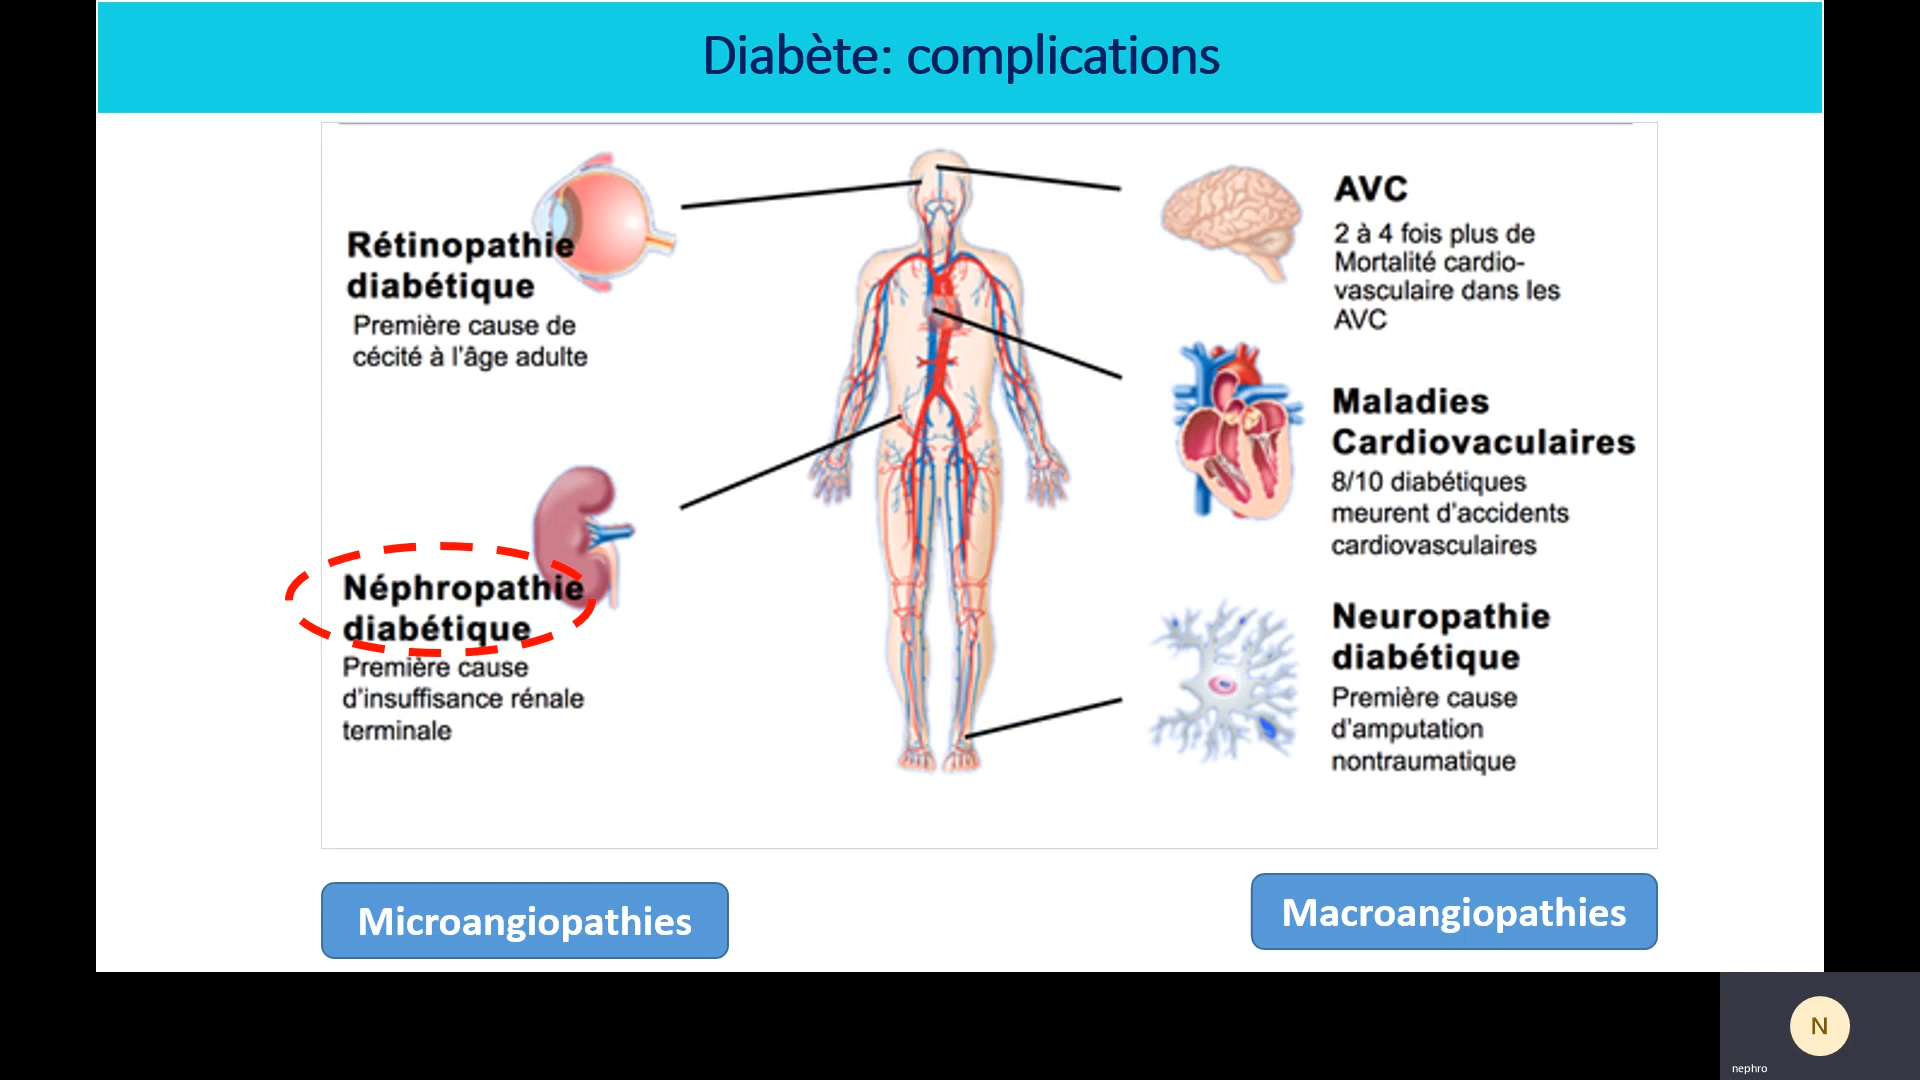 Diabète: complications
Rétinopathie
diabétique
Première cause de
cécité à l'âge adulte
Néphropathie
diabétique
Première cause
d'insuffisance rénale
terminale
AVC
2 à 4 fois plus de
Mortalité cardio-
vasculaire dans les
AVC
Maladies
Cardiovaculaires
8/10 diabétiques
meurent d'accidents
cardiovasculaires
Neuropathie
diabétique
Première cause
d'amputation
nontraumatique
Microangiopathies
Macroangiopathies
N
nephro